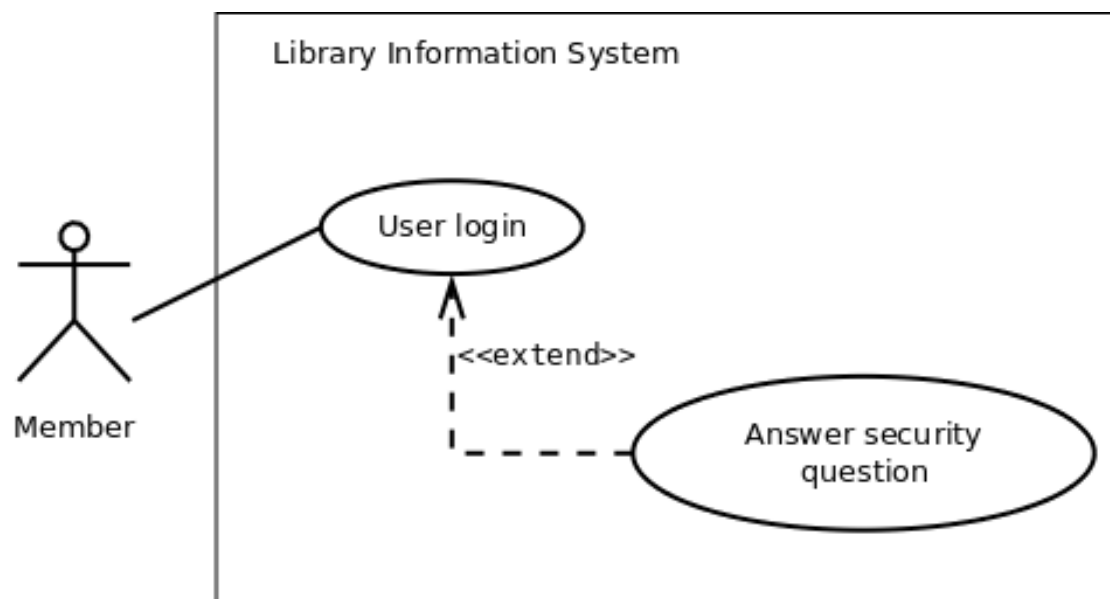 Library Information System
User login
<<extend>>
Member
Answer security
question